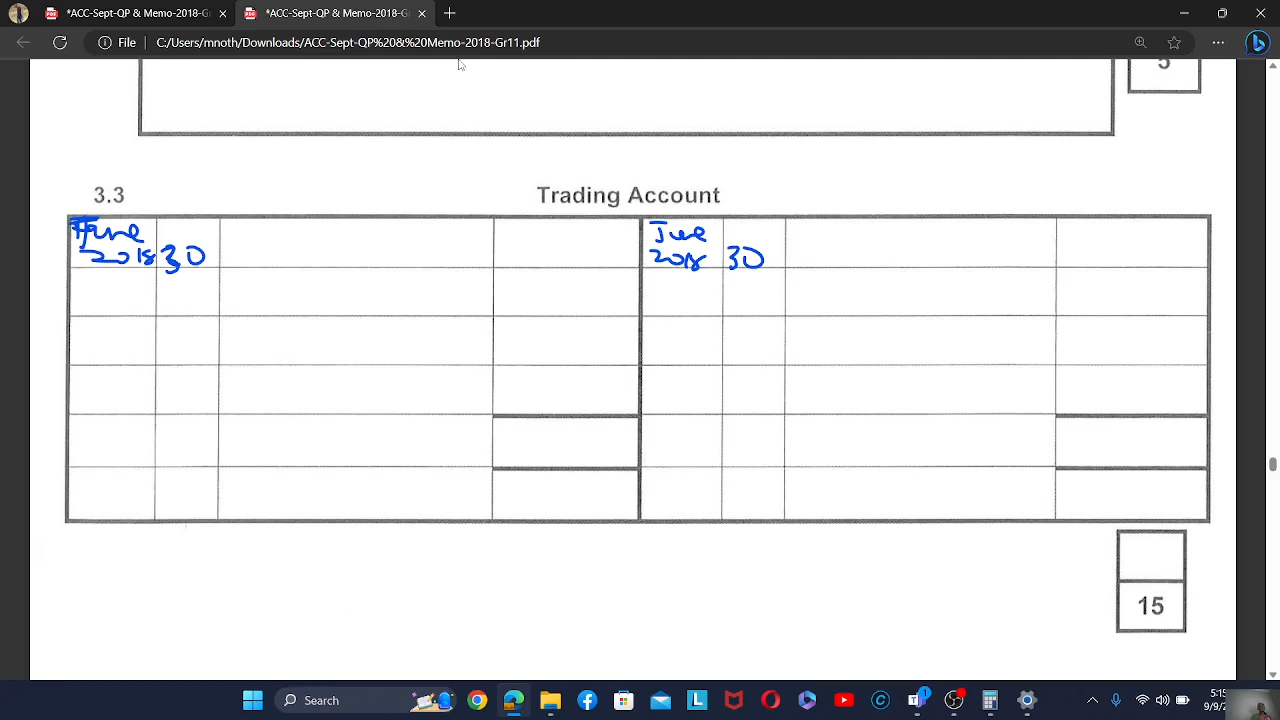 *ACC-Sept-QP & Memo-2018-G
*ACC-Sept-QP & Memo-2018-Gr
File C:/Users/mnoth/Downloads/ACC-Sept-QP%20&%20Memo-2018-Gr11.pdf
5
3.3 Trading Account
June
2018 30
June
2018 30
15
Search
1
5:15
9/9/